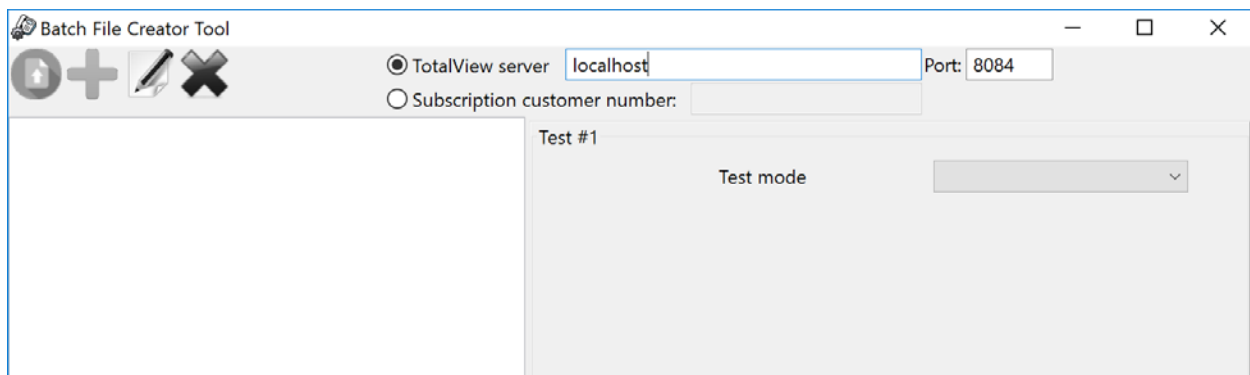 Batch File Creator Tool
TotalView server localhost Port: 8084
Subscription customer number:
Test #1
Test mode